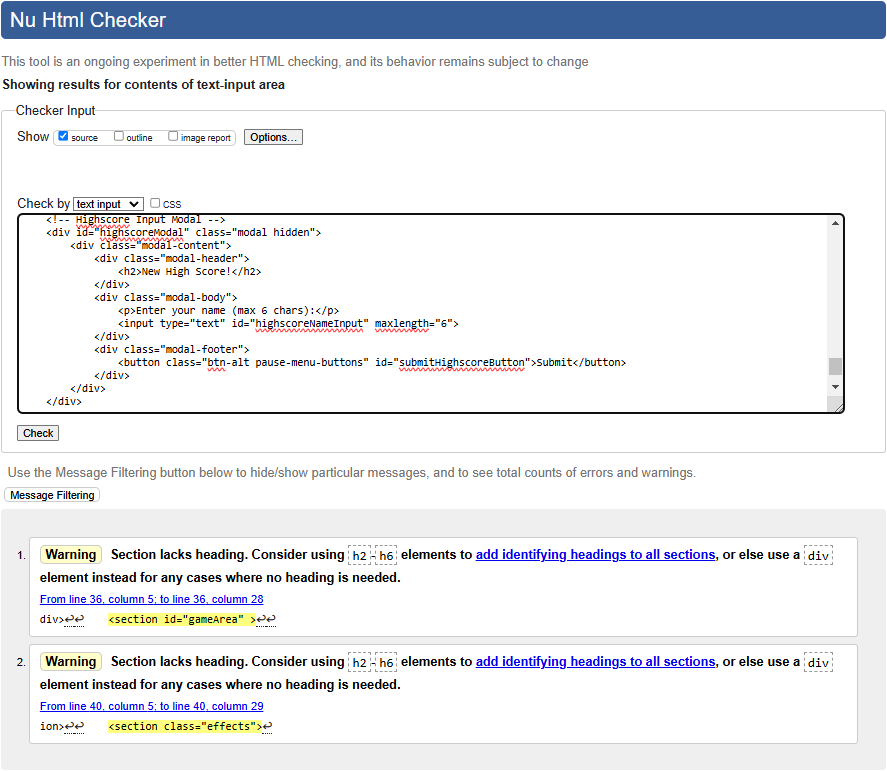 Nu Html Checker
This tool is an ongoing experiment in better HTML checking, and its behavior remains subject to change
Showing results for contents of text-input area
Checker Input
Show source outline image report Options...
Check by text input css
<!-- Highscore Input Modal -->
<div id="highscoreModal" class="modal hidden">
<div class="modal-content">
<div class="modal-header">
<h2>New High Score!</h2>
</div>
<div class="modal-body">
<p>Enter your name (max 6 chars):</p>
<input type="text" id="highscoreNameInput" maxlength="6">
</div>
<div class="modal-footer">
<button class="btn-alt pause-menu-buttons" id="submitHighscoreButton">Submit</button>
</div>
</div>
</div>
Check
Use the Message Filtering button below to hide/show particular messages, and to see total counts of errors and warnings.
Message Filtering
1. Warning Section lacks heading. Consider using h2-h6 elements to add identifying headings to all sections, or else use a div
element instead for any cases where no heading is needed.
From line 36, column 5; to line 36, column 28
div>↩↩ <section id="gameArea" >↩↩
2. Warning Section lacks heading. Consider using h2-h6 elements to add identifying headings to all sections, or else use a div
element instead for any cases where no heading is needed.
From line 40, column 5; to line 40, column 29
ion>↩↩ <section class="effects">↩